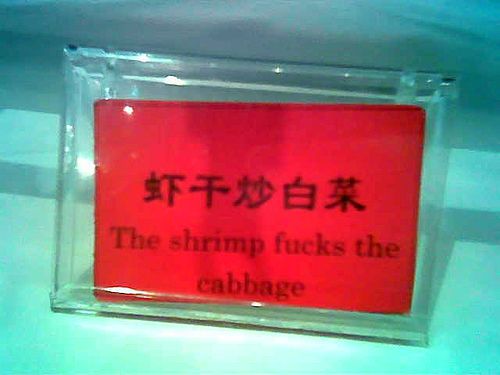 虾干炒白菜
The shrimp fucks the
cabbage